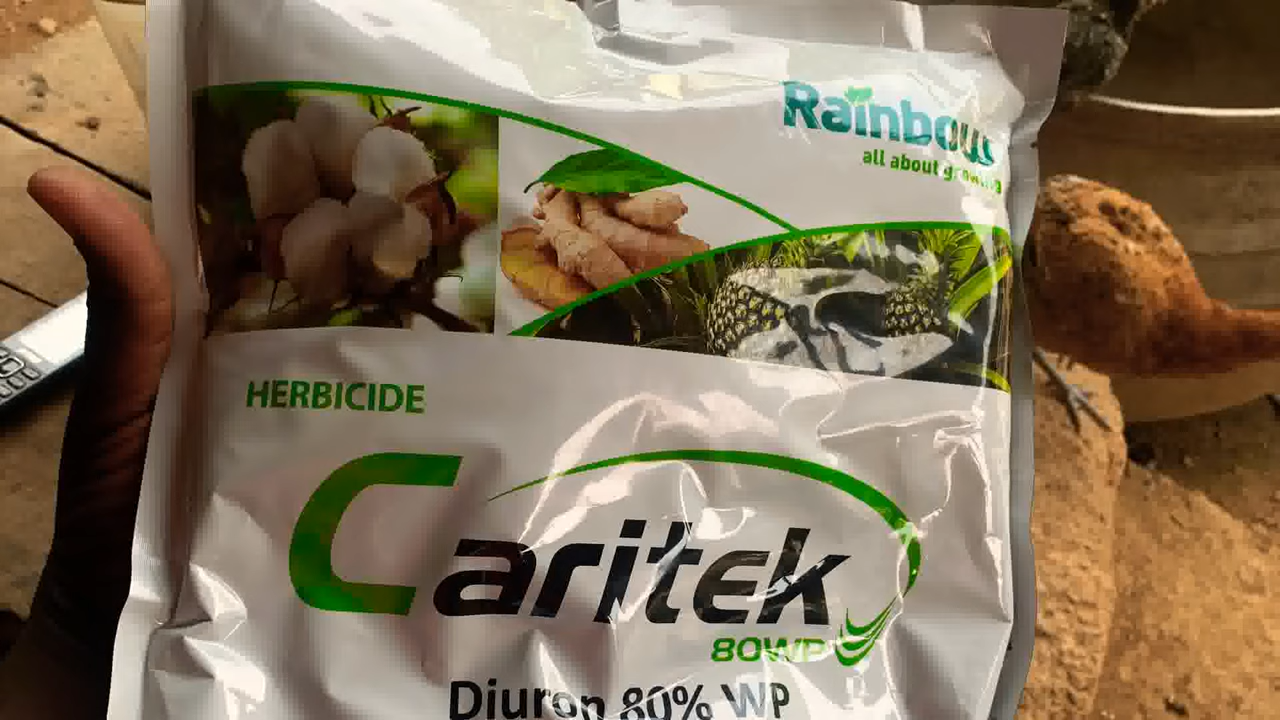 Rainbow
all about growing
HERBICIDE
Caritek
80WP
Diuron 80% WP